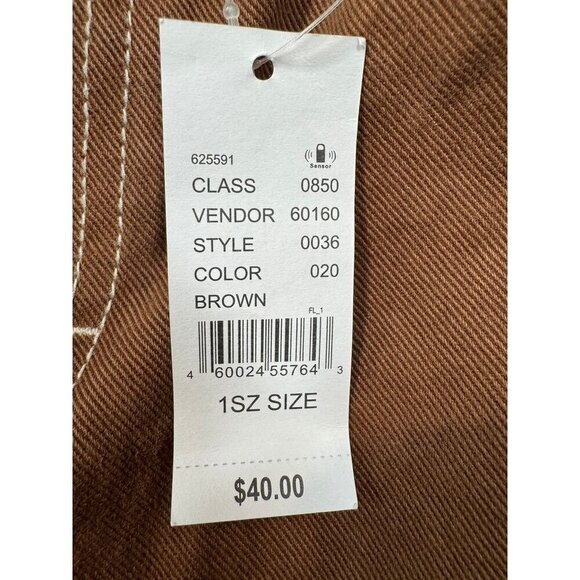 625591
Sensor
CLASS 0850
VENDOR 60160
STYLE 0036
COLOR 020
BROWN
FL_1
4 60024 55764 3
1SZ SIZE
$40.00